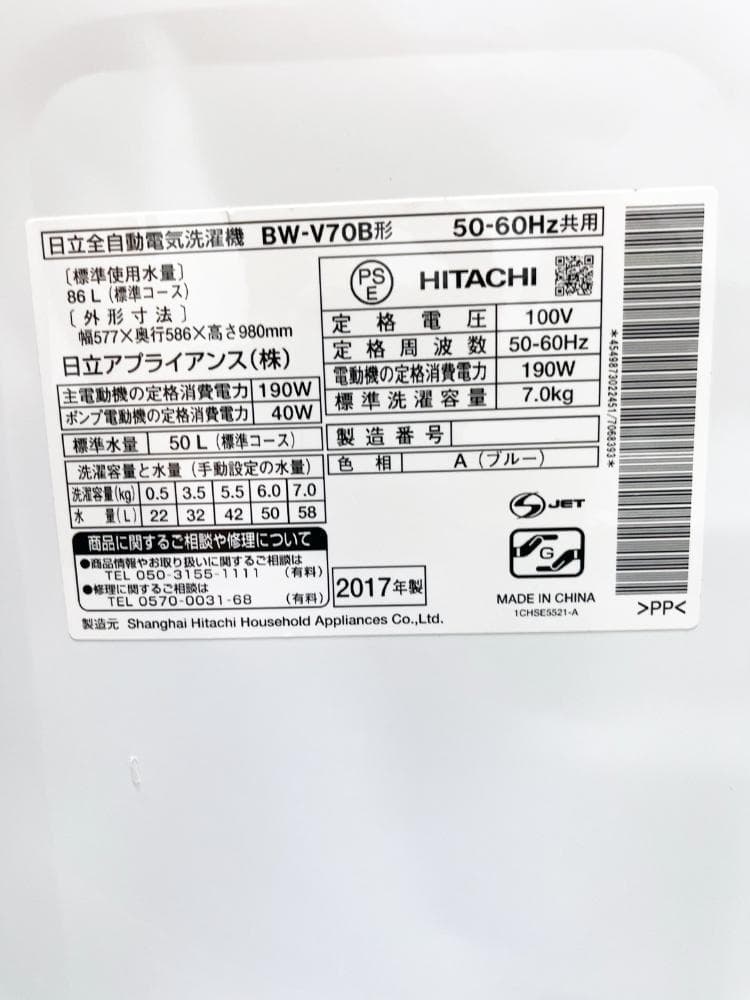 日立全自動電気洗濯機 BW-V70B形 50-60Hz共用
〔標準使用水量〕
86 L (標準コース)
〔外形寸法〕
幅577×奥行586×高さ980mm
日立アプライアンス(株)
主電動機の定格消費電力 190W
ポンプ電動機の定格消費電力 40W
標準水量 50 L (標準コース)
洗濯容量と水量 (手動設定の水量)
洗濯容量(kg) 0.5 3.5 5.5 6.0 7.0
水量(L) 22 32 42 50 58
商品に関するご相談や修理について
●商品情報やお取り扱いに関するご相談は
TEL 050-3155-1111 (有料)
●修理に関するご相談は
TEL 0570-0031-68 (有料)
製造元 Shanghai Hitachi Household Appliances Co.,Ltd.
PS
E
HITACHI
定格電圧 100V
定格周波数 50-60Hz
電動機の定格消費電力 190W
標準洗濯容量 7.0kg
製造番号
色相 A (ブルー)
S JET
G
2017年製
MADE IN CHINA
1CHSE5521-A
*4549873022451/7068393*
>PP<